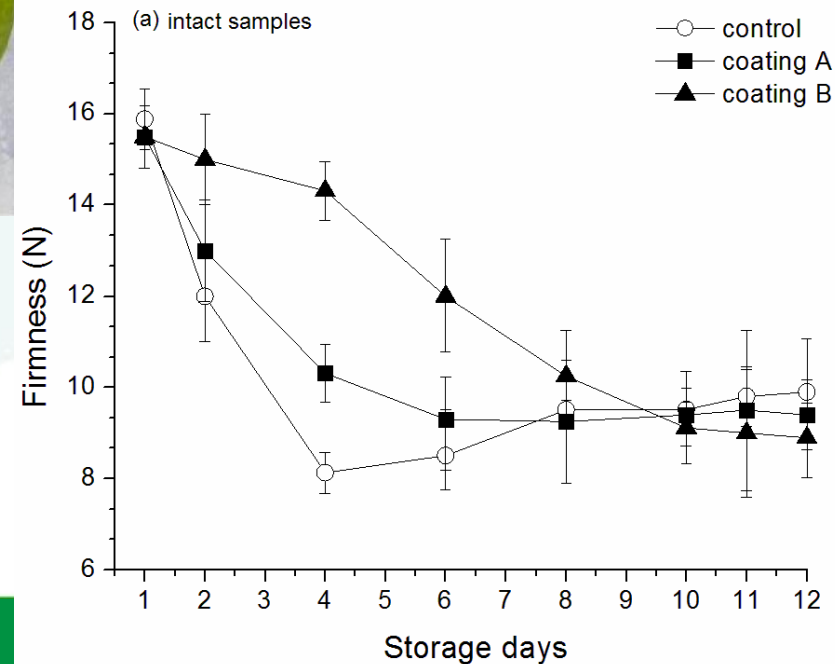 (a) intact samples
control
coating A
coating B
Firmness (N)
18
16
14
12
10
8
6
1 2 3 4 5 6 7 8 9 10 11 12
Storage days